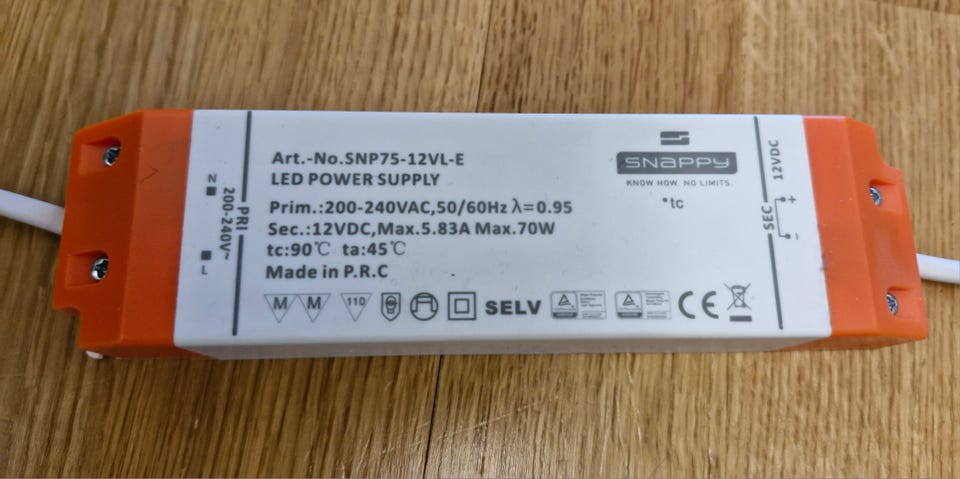 N
200-240V~
L
PRI
Art.-No.SNP75-12VL-E
LED POWER SUPPLY
Prim.:200-240VAC,50/60Hz λ=0.95
Sec.:12VDC,Max.5.83A Max.70W
tc:90℃ ta:45℃
Made in P.R.C
M M 110 SELV CE
SNAPPY
KNOW HOW. NO LIMITS.
•tc
SEC
12VDC
+
-